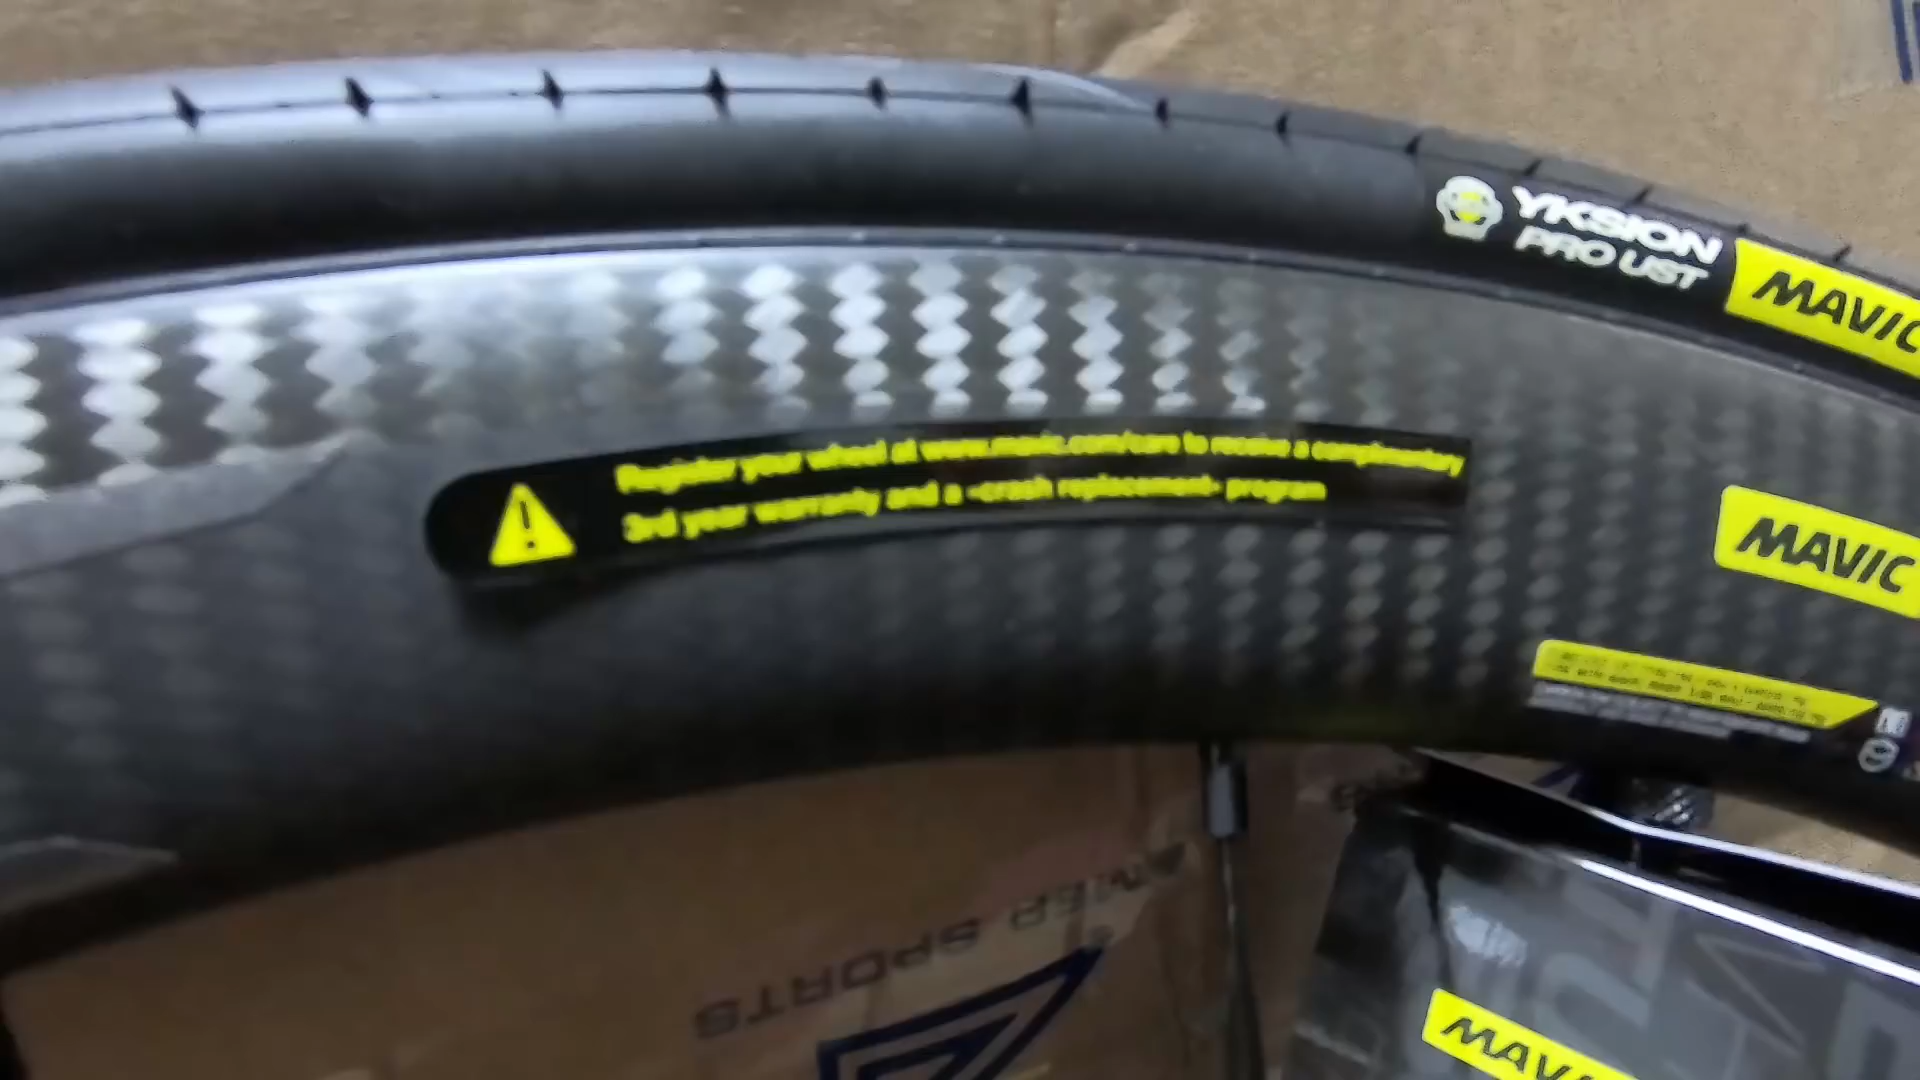 YKSION
PRO UST
MAVIC
Register your wheel at www.mavic.com/care to receive a complimentary
3rd year warranty and a «crash replacement» program
MAVIC
SPORTS
MAVI